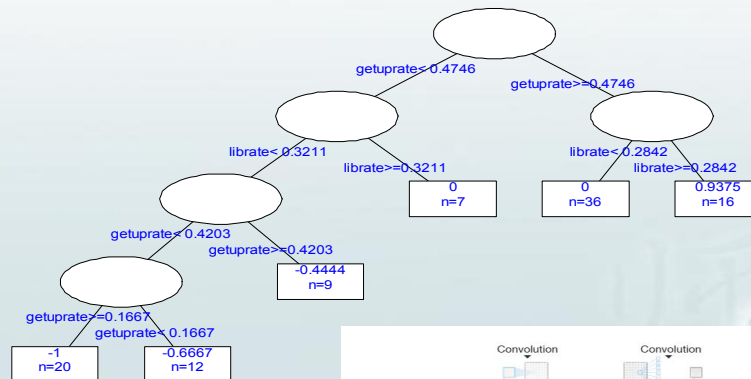 getuprate< 0.4746
getuprate>=0.4746
librate< 0.3211
librate>=0.3211
librate< 0.2842
librate>=0.2842
0
n=7
0
n=36
0.9375
n=16
getuprate< 0.4203
getuprate>=0.4203
-0.4444
n=9
getuprate>=0.1667
getuprate< 0.1667
-1
n=20
-0.6667
n=12
Convolution
Convolution